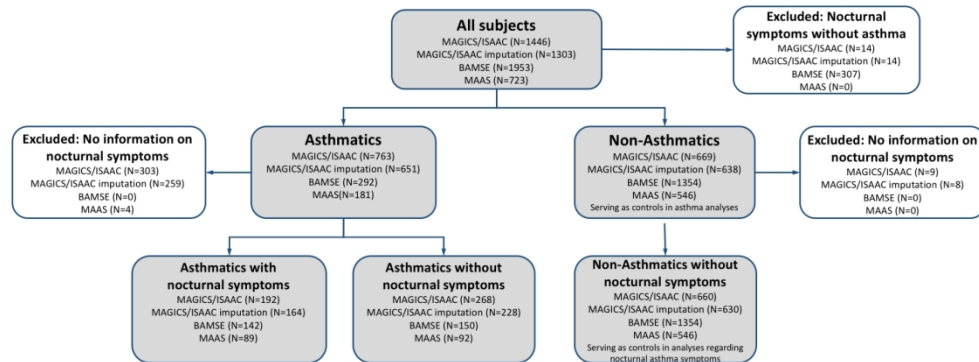 All subjects
MAGICS/ISAAC (N=1446)
MAGICS/ISAAC imputation (N=1303)
BAMSE (N=1953)
MAAS (N=723)
Excluded: Nocturnal
symptoms without asthma
MAGICS/ISAAC (N=14)
MAGICS/ISAAC imputation (N=14)
BAMSE (N=307)
MAAS (N=0)
Excluded: No information on
nocturnal symptoms
MAGICS/ISAAC (N=303)
MAGICS/ISAAC imputation (N=259)
BAMSE (N=0)
MAAS (N=4)
Asthmatics
MAGICS/ISAAC (N=763)
MAGICS/ISAAC imputation (N=651)
BAMSE (N=292)
MAAS(N=181)
Non-Asthmatics
MAGICS/ISAAC (N=669)
MAGICS/ISAAC imputation (N=638)
BAMSE (N=1354)
MAAS (N=546)
Serving as controls in asthma analyses
Excluded: No information on
nocturnal symptoms
MAGICS/ISAAC (N=9)
MAGICS/ISAAC imputation (N=8)
BAMSE (N=0)
MAAS (N=0)
Asthmatics with
nocturnal symptoms
MAGICS/ISAAC (N=192)
MAGICS/ISAAC imputation (N=164)
BAMSE (N=142)
MAAS (N=89)
Asthmatics without
nocturnal symptoms
MAGICS/ISAAC (N=268)
MAGICS/ISAAC imputation (N=228)
BAMSE (N=150)
MAAS (N=92)
Non-Asthmatics without
nocturnal symptoms
MAGICS/ISAAC (N=660)
MAGICS/ISAAC imputation (N=630)
BAMSE (N=1354)
MAAS (N=546)
Serving as controls in analyses regarding
nocturnal asthma symptoms